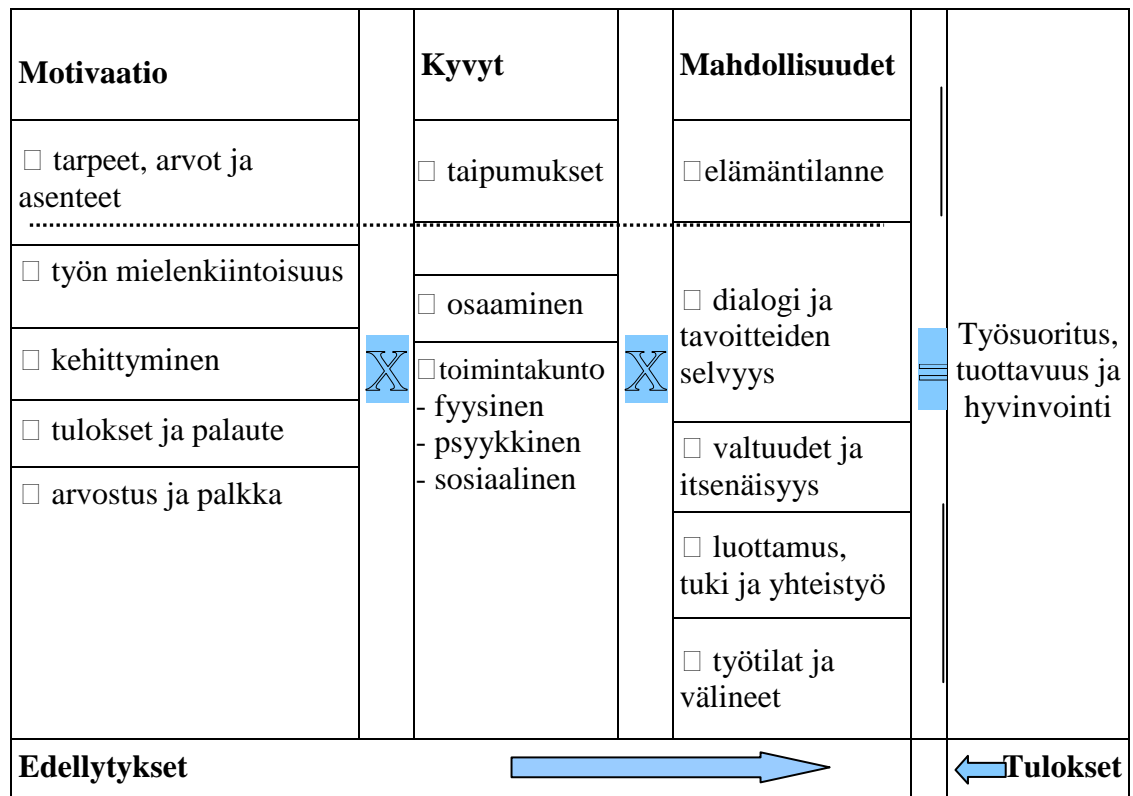 Motivaatio
Kyvyt
Mahdollisuudet
□ tarpeet, arvot ja
asenteet
□ taipumukset
□elämäntilanne
□ työn mielenkiintoisuus
□ kehittyminen
□ tulokset ja palaute
□ arvostus ja palkka
X
□ osaaminen
□toimintakunto
- fyysinen
- psyykkinen
- sosiaalinen
X
□ dialogi ja
tavoitteiden
selvyys
□ valtuudet ja
itsenäisyys
□ luottamus,
tuki ja yhteistyö
□ työtilat ja
välineet
=
Työsuoritus,
tuottavuus ja
hyvinvointi
Edellytykset
Tulokset